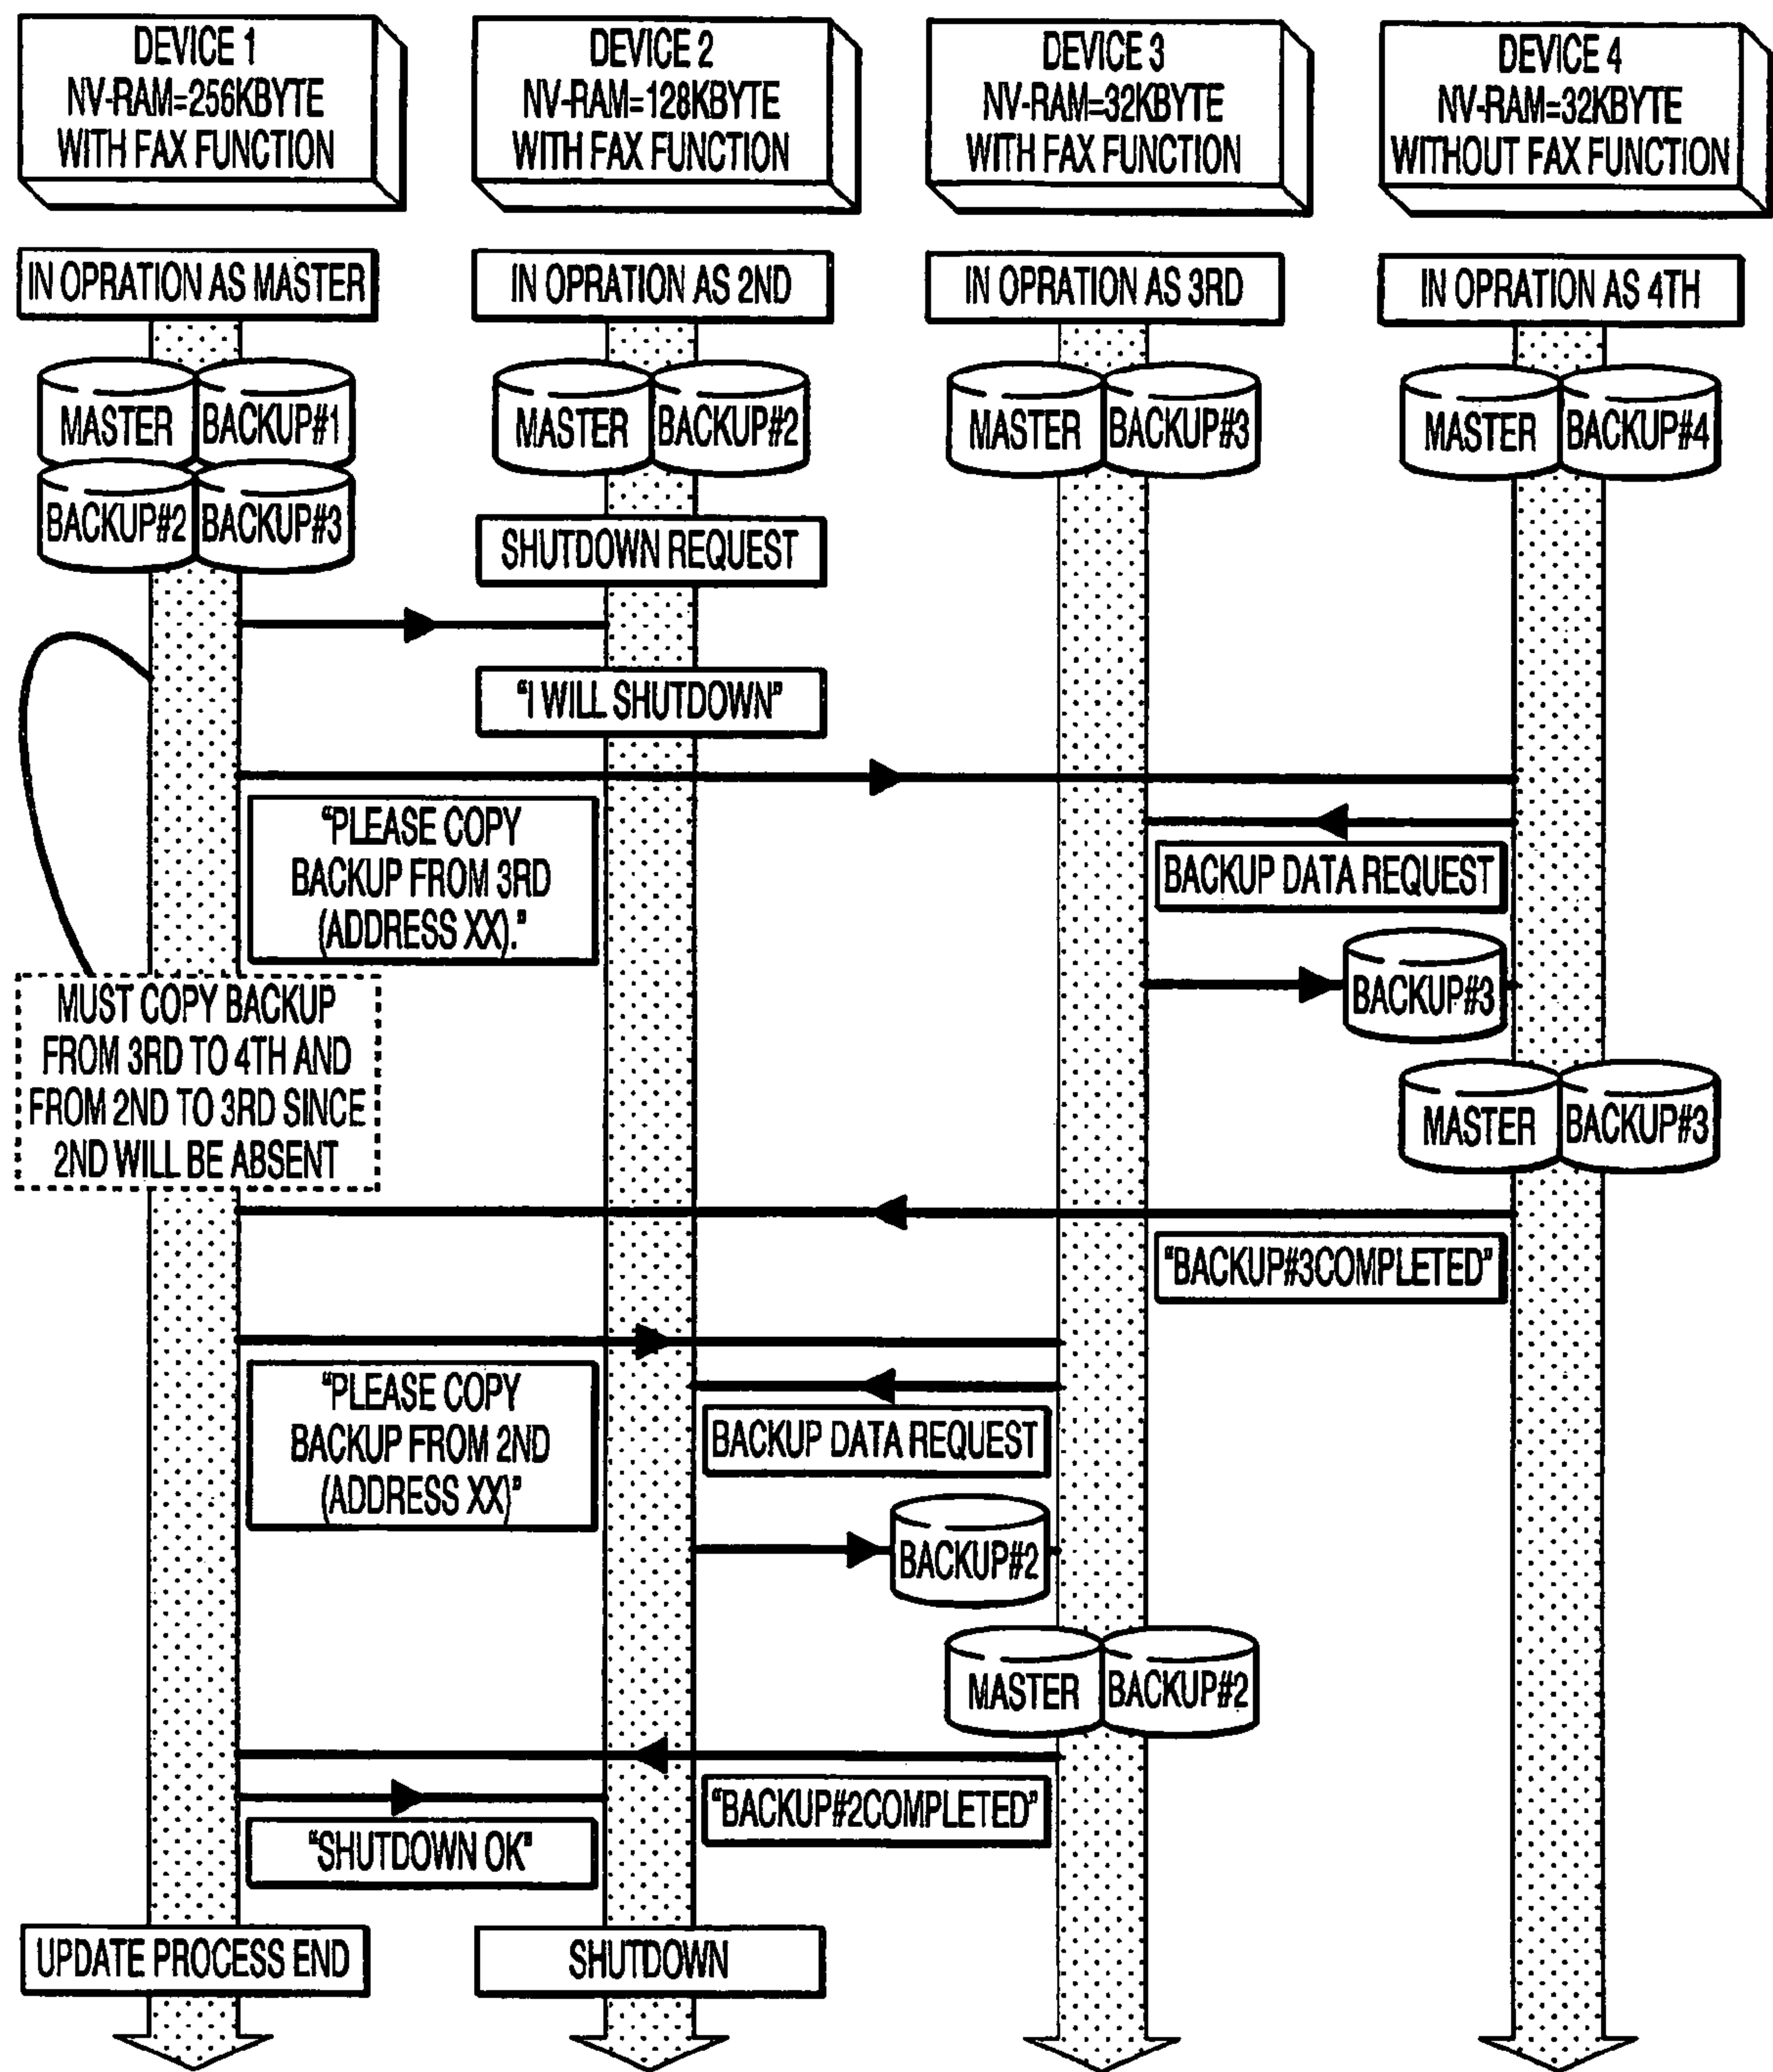 DEVICE 1
NV-RAM=256KBYTE
WITH FAX FUNCTION
DEVICE 2
NV-RAM=128KBYTE
WITH FAX FUNCTION
DEVICE 3
NV-RAM=32KBYTE
WITH FAX FUNCTION
DEVICE 4
NV-RAM=32KBYTE
WITHOUT FAX FUNCTION
IN OPRATION AS MASTER
IN OPRATION AS 2ND
IN OPRATION AS 3RD
IN OPRATION AS 4TH
MASTER
BACKUP#1
MASTER
BACKUP#2
MASTER
BACKUP#3
MASTER
BACKUP#4
BACKUP#2
BACKUP#3
SHUTDOWN REQUEST
"I WILL SHUTDOWN"
"PLEASE COPY
BACKUP FROM 3RD
(ADDRESS XX)."
BACKUP DATA REQUEST
BACKUP#3
MUST COPY BACKUP
FROM 3RD TO 4TH AND
FROM 2ND TO 3RD SINCE
2ND WILL BE ABSENT
MASTER
BACKUP#3
"BACKUP#3COMPLETED"
"PLEASE COPY
BACKUP FROM 2ND
(ADDRESS XX)"
BACKUP DATA REQUEST
BACKUP#2
MASTER
BACKUP#2
"BACKUP#2COMPLETED"
"SHUTDOWN OK"
UPDATE PROCESS END
SHUTDOWN